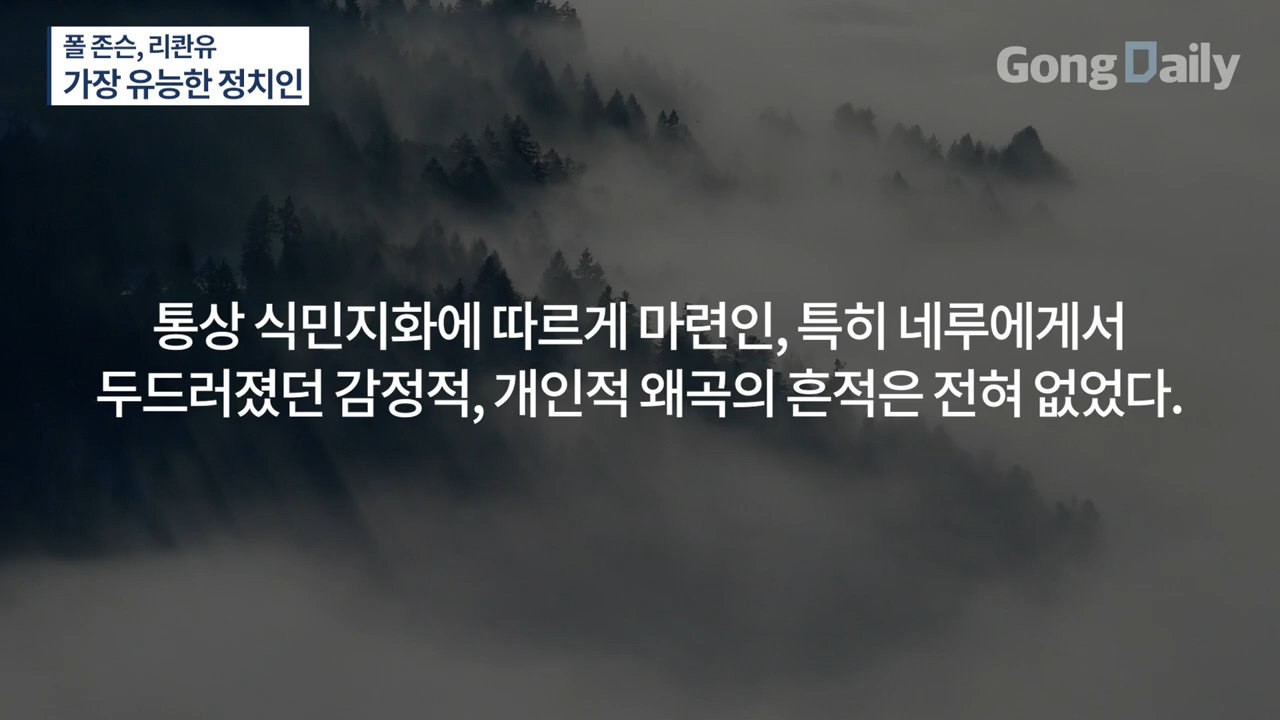 폴 존슨, 리콴유
가장 유능한 정치인
Gong Daily
통상 식민지화에 따르게 마련인, 특히 네루에게서
두드러졌던 감정적, 개인적 왜곡의 흔적은 전혀 없었다.